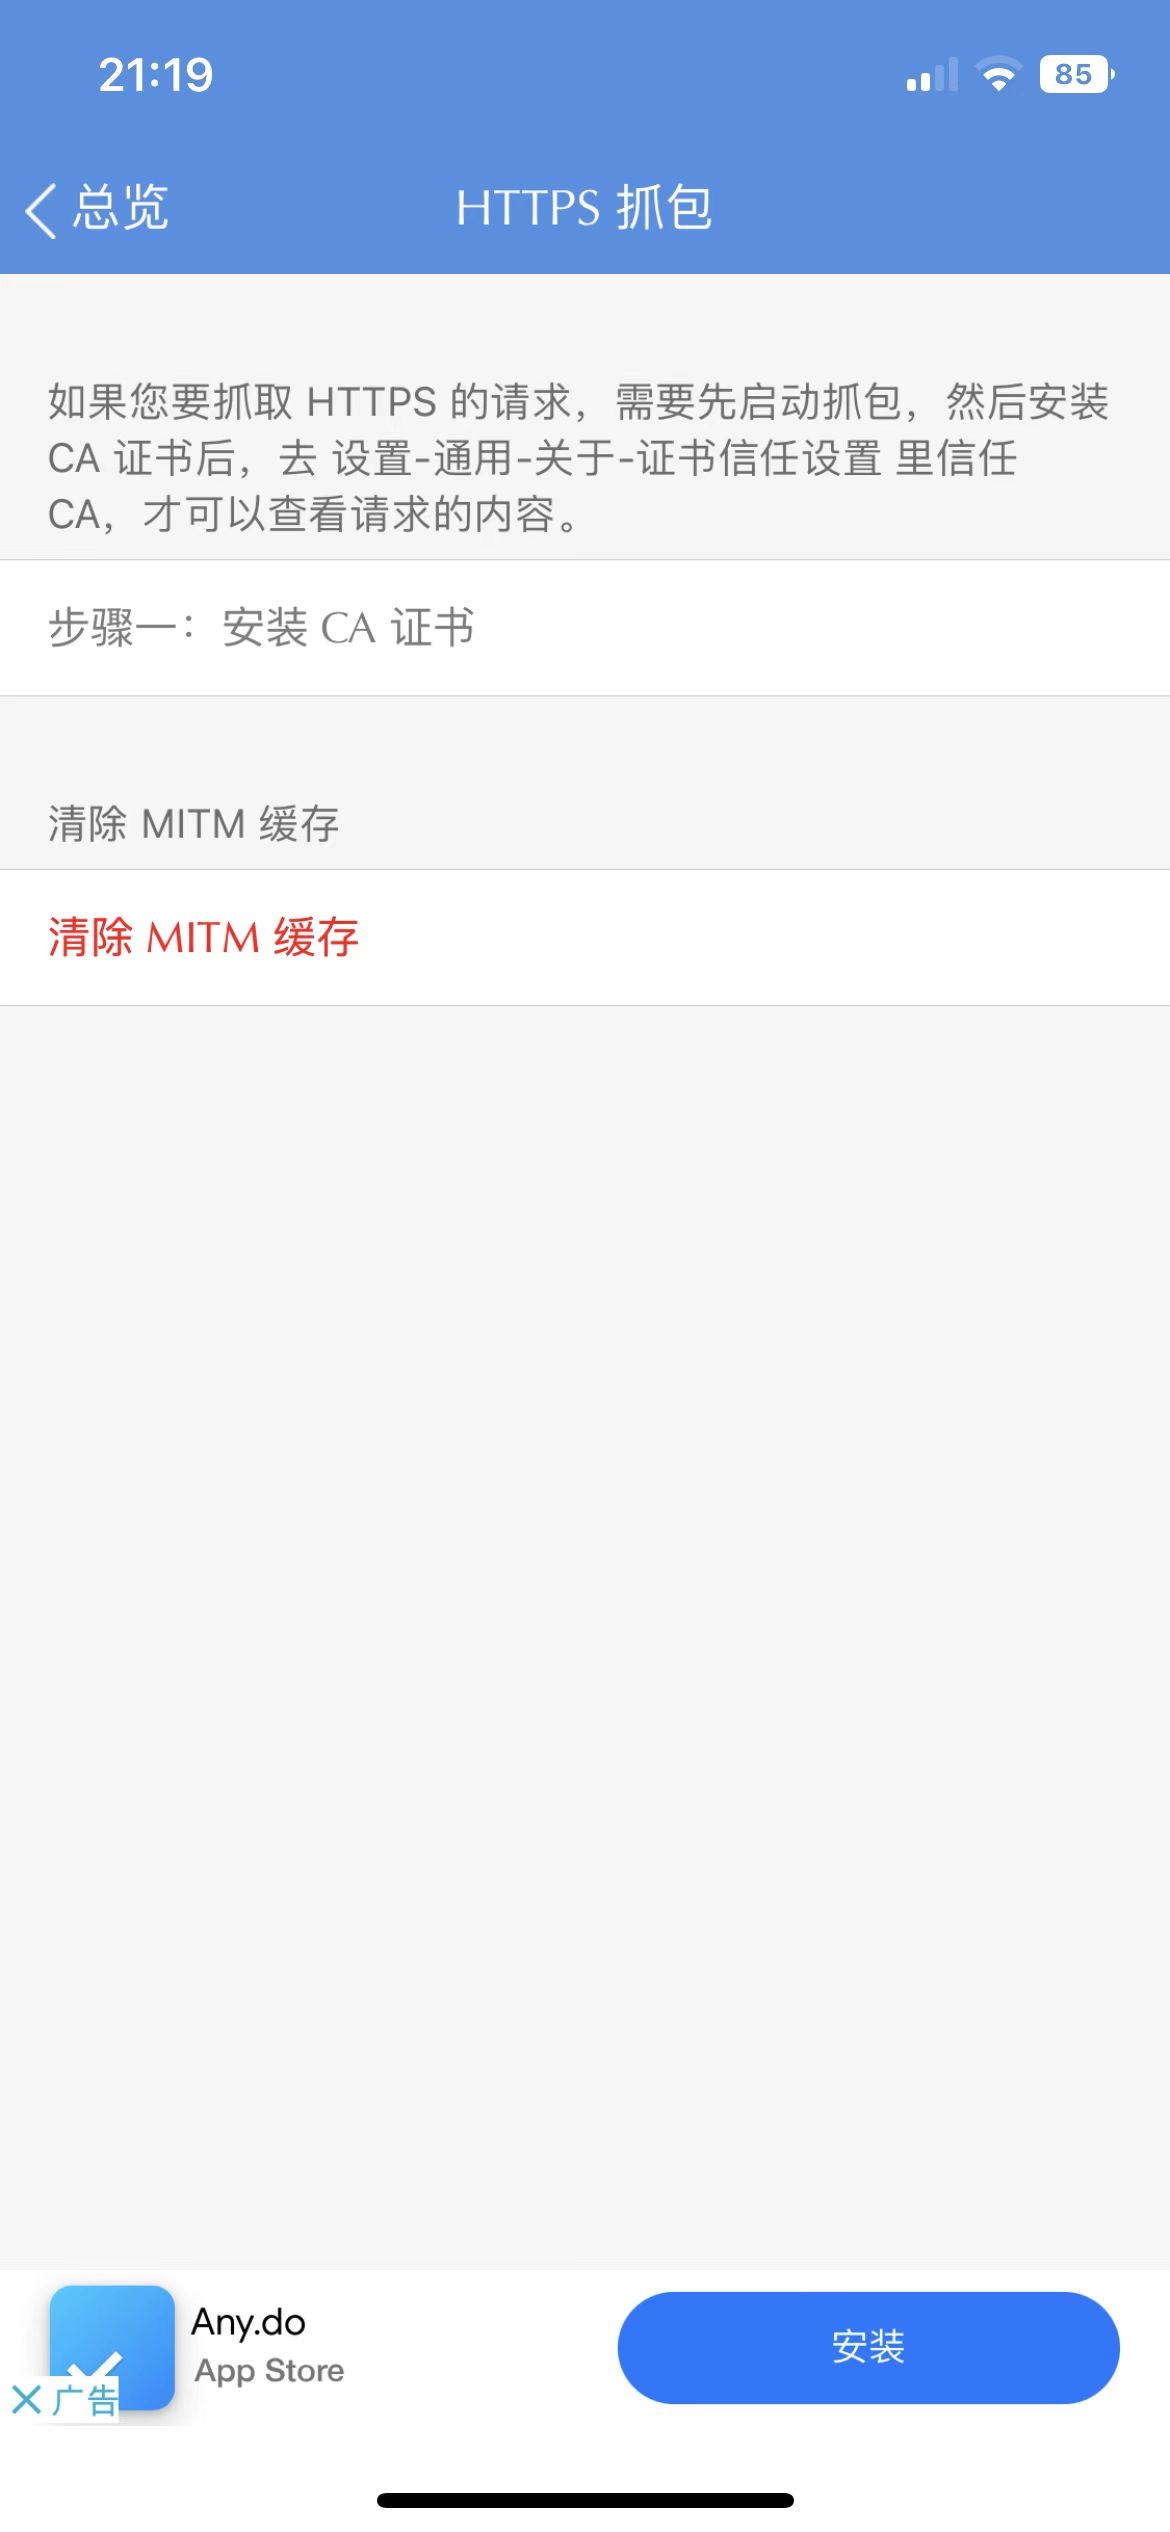 21:19
85
总览
HTTPS 抓包
如果您要抓取 HTTPS 的请求，需要先启动抓包，然后安装
CA 证书后，去 设置-通用-关于-证书信任设置 里信任
CA，才可以查看请求的内容。
步骤一：安装 CA 证书
清除 MITM 缓存
清除 MITM 缓存
Any.do
App Store
安装
广告